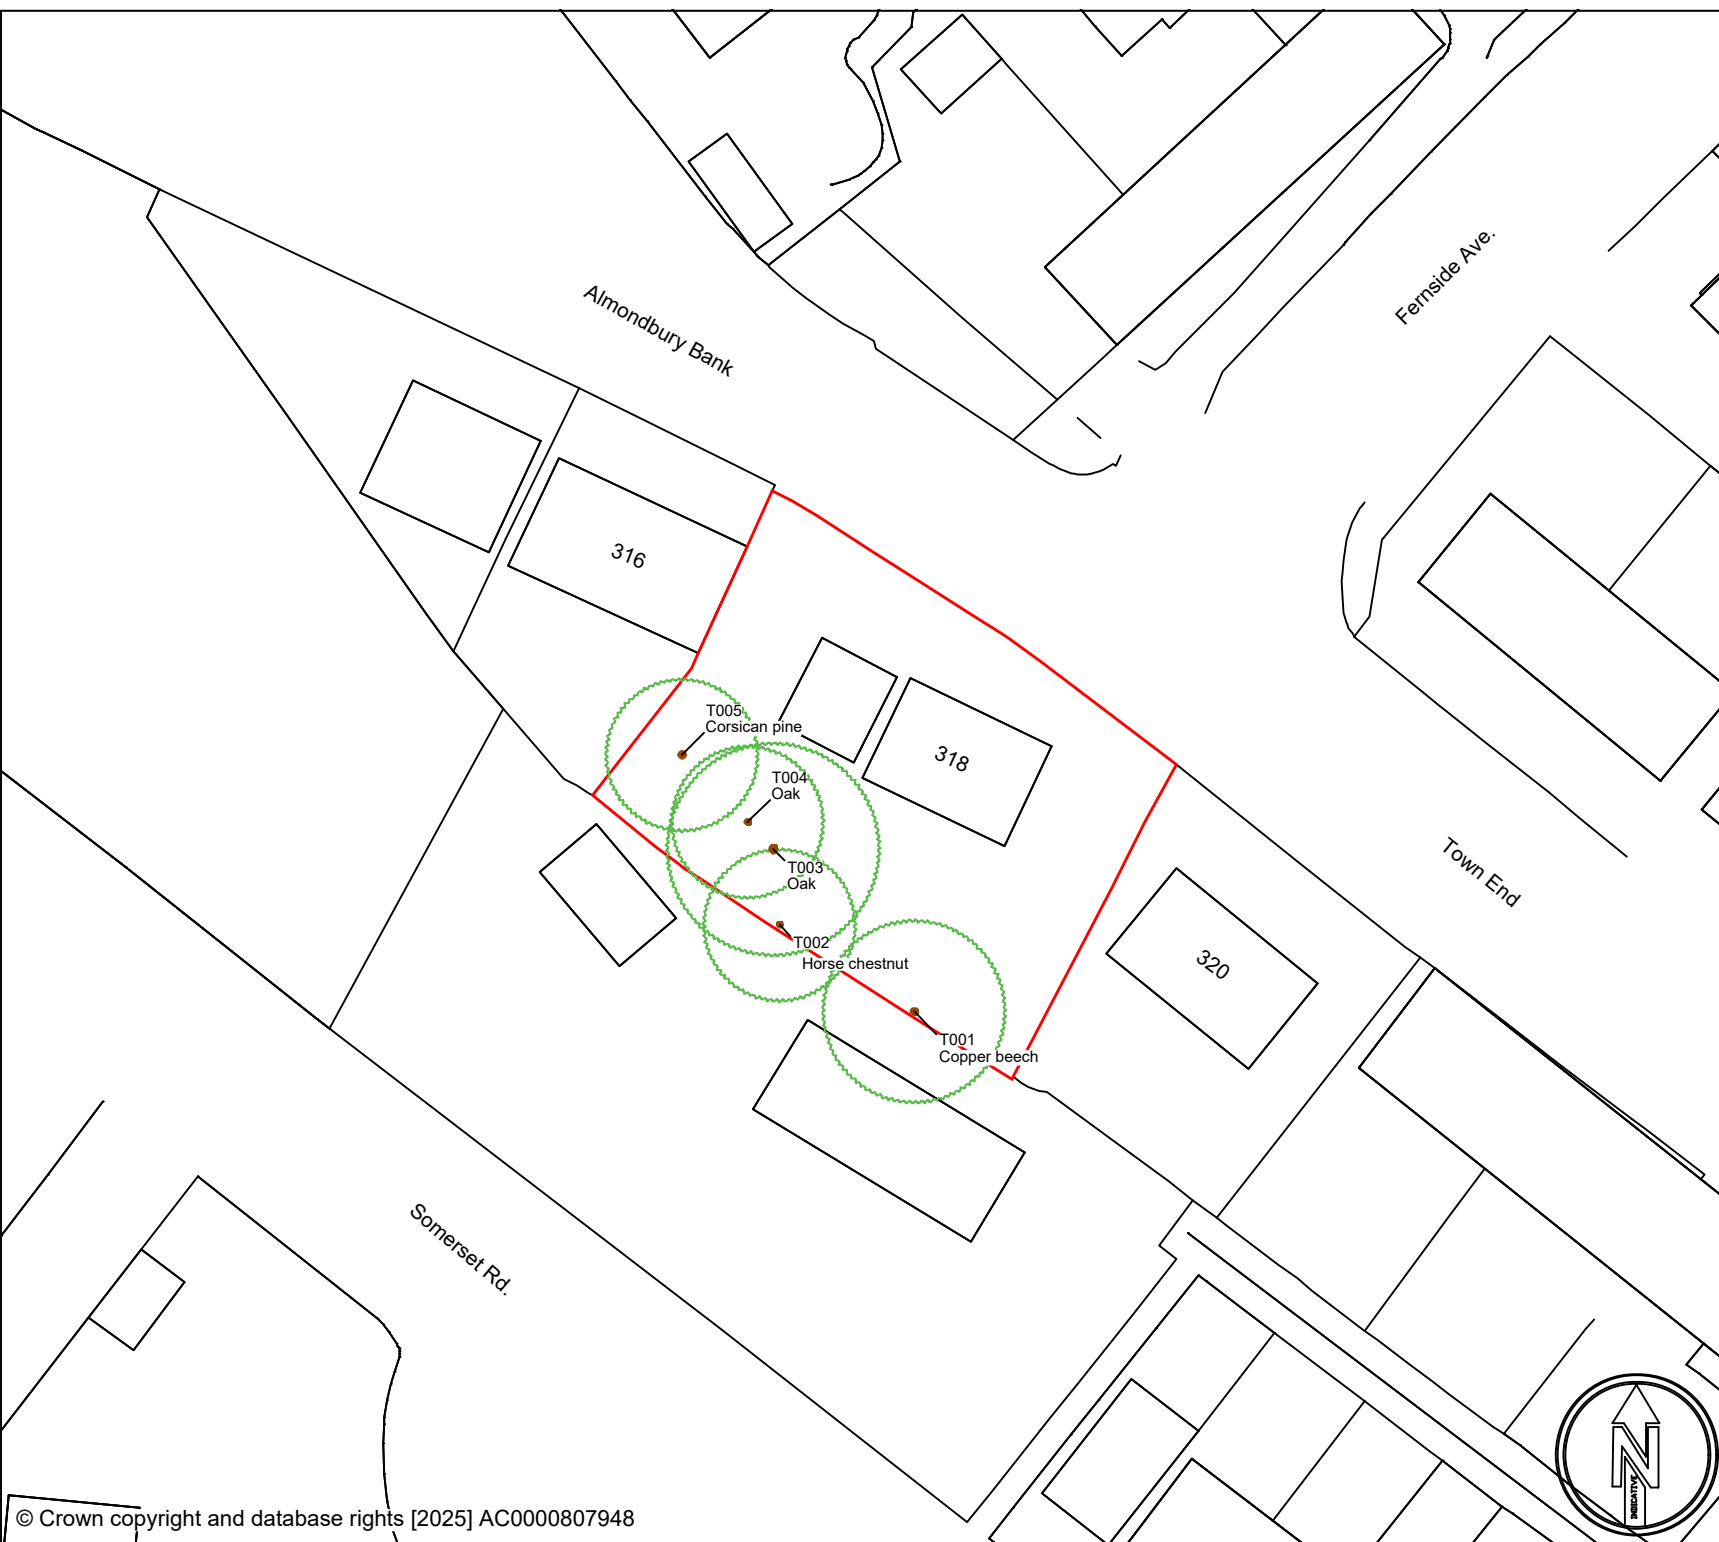 Fernside Ave.
Almondbury Bank
316
T005
Corsican pine
318
T004
Oak
T003
Oak
Town End
T002
Horse chestnut
320
T001
Copper beech
Somerset Rd.
N
INDICATIVE
© Crown copyright and database rights [2025] AC0000807948